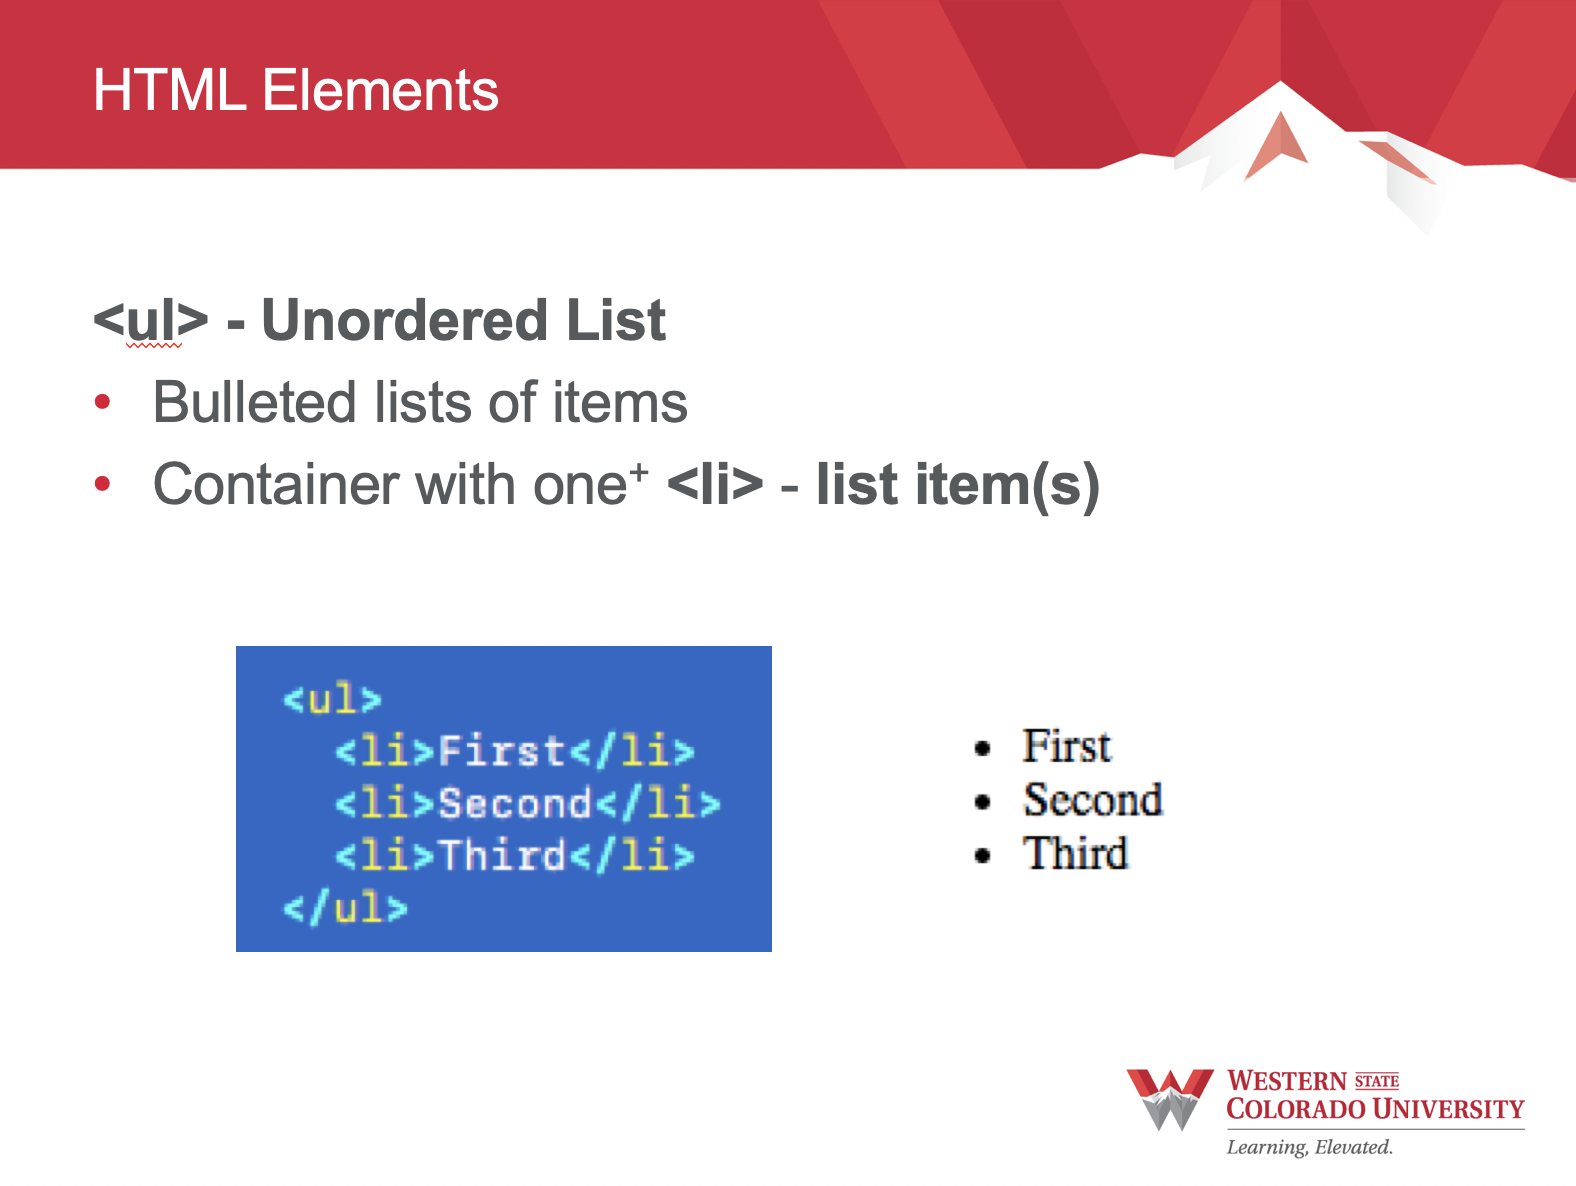 HTML Elements
<ul> - Unordered List
• Bulleted lists of items
• Container with one⁺ <li> - list item(s)
<ul>
<li>First</li>
<li>Second</li>
<li>Third</li>
</ul>
• First
• Second
• Third
WESTERN STATE
COLORADO UNIVERSITY
Learning, Elevated.